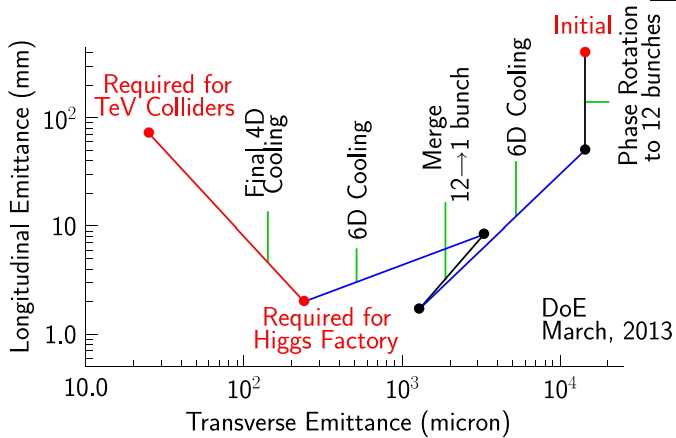 Initial
Required for
TeV Colliders
Final 4D
Cooling
6D Cooling
Merge
12→1 bunch
6D Cooling
Phase Rotation
to 12 bunches
Required for
Higgs Factory
DoE
March, 2013
Longitudinal Emittance (mm)
10²
10
1.0
10.0
10²
10³
10⁴
Transverse Emittance (micron)